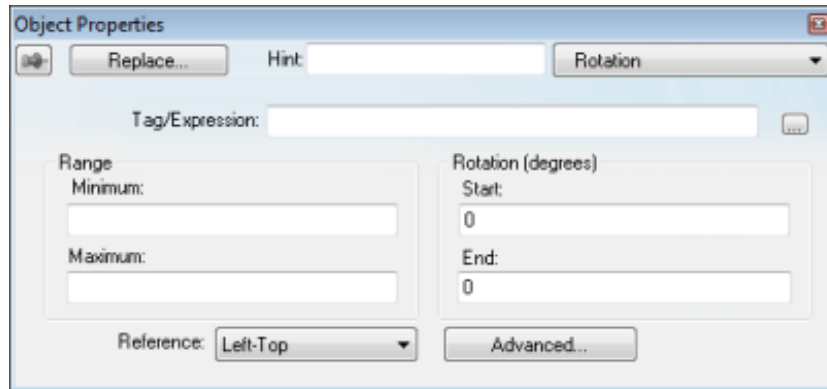 Object Properties
Replace... Hint: Rotation
Tag/Expression: ...
Range Rotation (degrees)
Minimum: Start:
0
Maximum: End:
0
Reference: Left-Top Advanced...